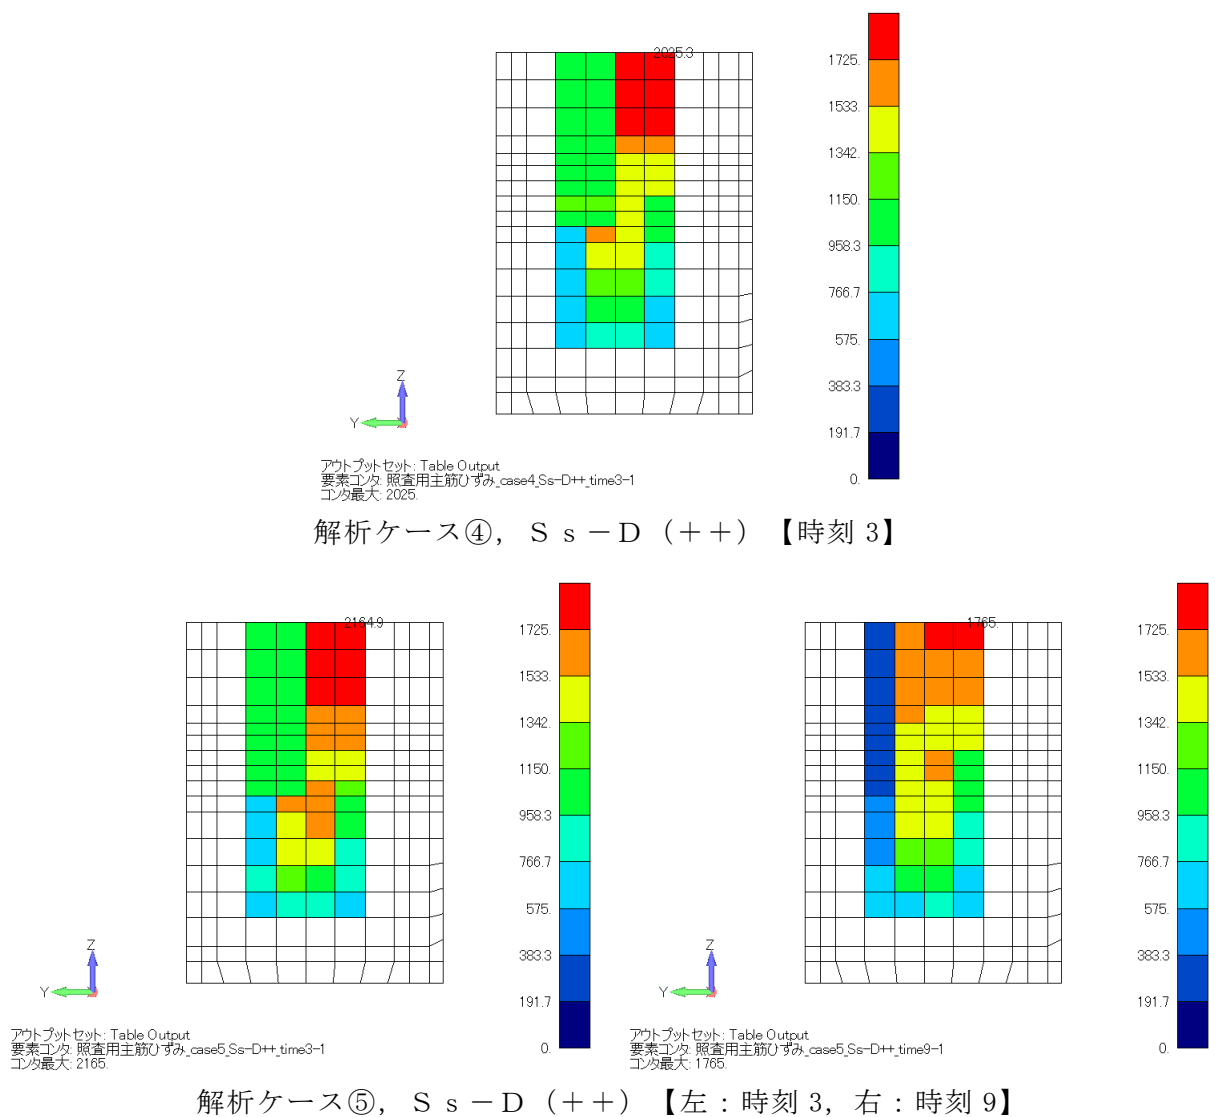 2025.3
1725.
1533.
1342.
1150.
958.3
766.7
575.
383.3
191.7
0.
Z
Y
アウトプットセット: Table Output
要素コンタ: 照査用主筋ひずみ_case4_Ss-D++_time3-1
コンタ最大: 2025.
解析ケース④，Ｓｓ－Ｄ（＋＋）【時刻 3】
2164.9
1725.
1533.
1342.
1150.
958.3
766.7
575.
383.3
191.7
0.
Z
Y
アウトプットセット: Table Output
要素コンタ: 照査用主筋ひずみ_case5_Ss-D++_time3-1
コンタ最大: 2165.
1765.
1725.
1533.
1342.
1150.
958.3
766.7
575.
383.3
191.7
0.
Z
Y
アウトプットセット: Table Output
要素コンタ: 照査用主筋ひずみ_case5_Ss-D++_time9-1
コンタ最大: 1765.
解析ケース⑤，Ｓｓ－Ｄ（＋＋）【左：時刻 3，右：時刻 9】